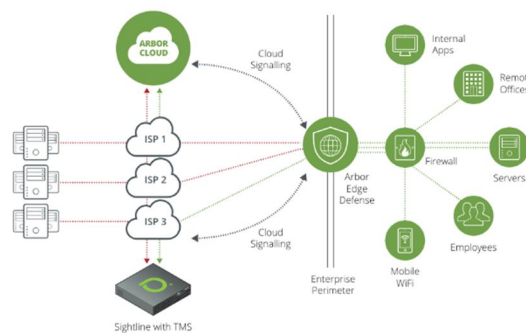 ARBOR
CLOUD
Cloud
Signalling
ISP 1
ISP 2
ISP 3
Cloud
Signalling
Sightline with TMS
Arbor
Edge
Defense
Enterprise
Perimeter
Firewall
Internal
Apps
Remot
Offices
Servers
Employees
Mobile
WiFi